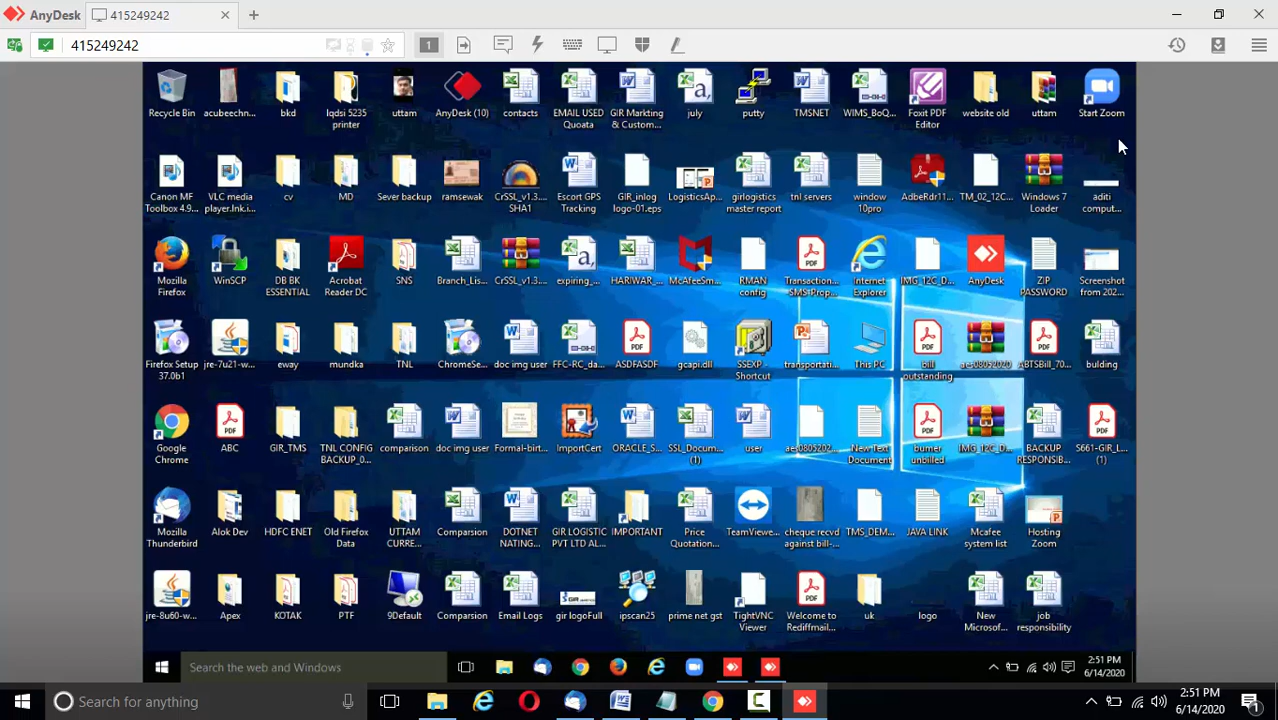 AnyDesk
415249242
415249242
1
Recycle Bin
acubeechn...
bkd
lqdsi 5235
printer
uttam
AnyDesk (10)
contacts
EMAIL USED
Quoata
GIR Markting
& Custom...
july
putty
TMSNET
WIMS_BoQ...
Foxit PDF
Editor
website old
uttam
Start Zoom
Canon MF
Toolbox 4.9...
VLC media
player.lnk.i...
cv
MD
Sever backup
ramsewak
CrSSL_v1.3...
SHA1
Escort GPS
Tracking
GIR_inlog
logo-01.eps
LogisticsAp...
girlogistics
master report
tnl servers
window
10pro
AdbeRdr11...
TM_02_12C...
Windows 7
Loader
aditi
comput...
Mozilla
Firefox
WinSCP
DB BK
ESSENTIAL
Acrobat
Reader DC
SNS
Branch_Lis...
CrSSL_v1.3...
expiring_...
HARIWAR_...
McAfeeSm...
RMAN
config
Transaction...
SMS-Prop...
Internet
Explorer
IMG_12C_D...
AnyDesk
ZIP
PASSWORD
Screenshot
from 202...
Firefox Setup
37.0b1
jre-7u21-w...
eway
mundka
TNL
ChromeSe...
doc img user
FFC-RC_da...
ASDFASDF
gcapi.dll
SSEXP -
Shortcut
transportati...
This PC
bill
outstanding
aes08052020
ABTSBill_70...
bulding
Google
Chrome
ABC
GIR_TMS
TNL CONFIG
BACKUP_0...
comparison
doc img user
Formal-birt...
ImportCert
ORACLE_S...
SSL_Docum...
(1)
user
aes0805202...
New Text
Document
bumer
unbilled
IMG_12C_D...
BACKUP
RESPONSIB...
S661-GIR_L...
(1)
Mozilla
Thunderbird
Alok Dev
HDFC ENET
Old Firefox
Data
UTTAM
CURRE...
Comparsion
DOTNET
NATING...
GIR LOGISTIC
PVT LTD AL...
IMPORTANT
Price
Quotation...
TeamViewe...
cheque recvd
against bill-...
TMS_DEM...
JAVA LINK
Mcafee
system list
Hosting
Zoom
jre-8u60-w...
Apex
KOTAK
PTF
9Default
Comparsion
Email Logs
gir logoFull
ipscan25
prime net gst
TightVNC
Viewer
Welcome to
Rediffmail...
uk
logo
New
Microsof...
job
responsibility
Search the web and Windows
2:51 PM
6/14/2020
Search for anything
2:51 PM
6/14/2020
1